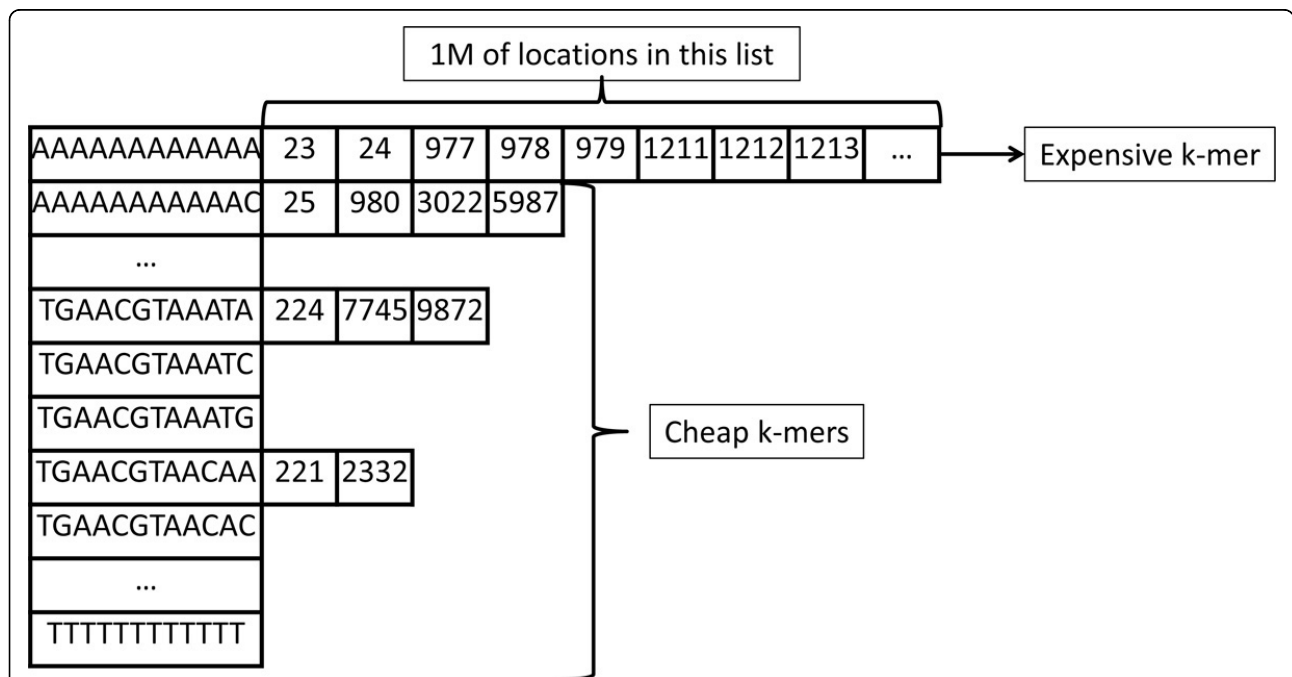 1M of locations in this list
AAAAAAAAAAAA 23 24 977 978 979 1211 1212 1213 ... Expensive k-mer
AAAAAAAAAAAC 25 980 3022 5987
...
TGAACGTAAATA 224 7745 9872
TGAACGTAAATC
TGAACGTAAATG
Cheap k-mers
TGAACGTAACAA 221 2332
TGAACGTAACAC
...
TTTTTTTTTTTT